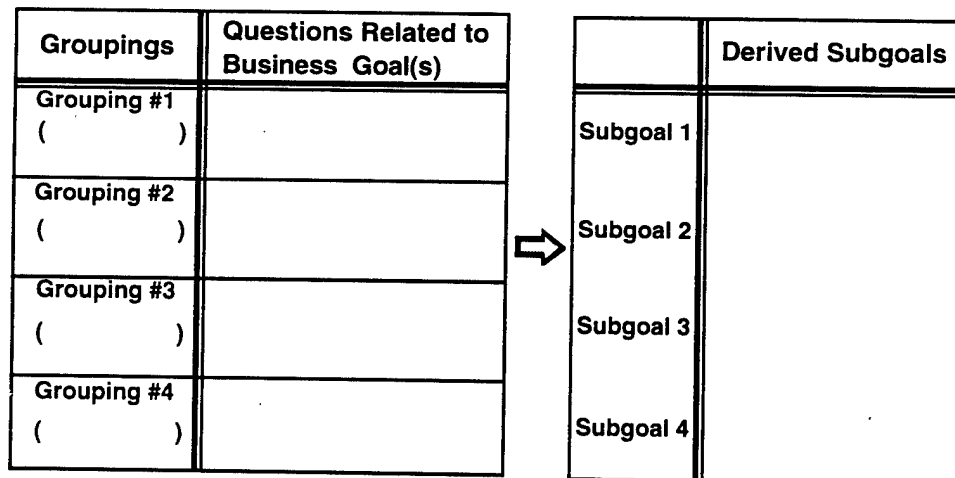 Groupings
Questions Related to
Business Goal(s)
Grouping #1
( )
Grouping #2
( )
Grouping #3
( )
Grouping #4
( )
Derived Subgoals
Subgoal 1
Subgoal 2
Subgoal 3
Subgoal 4